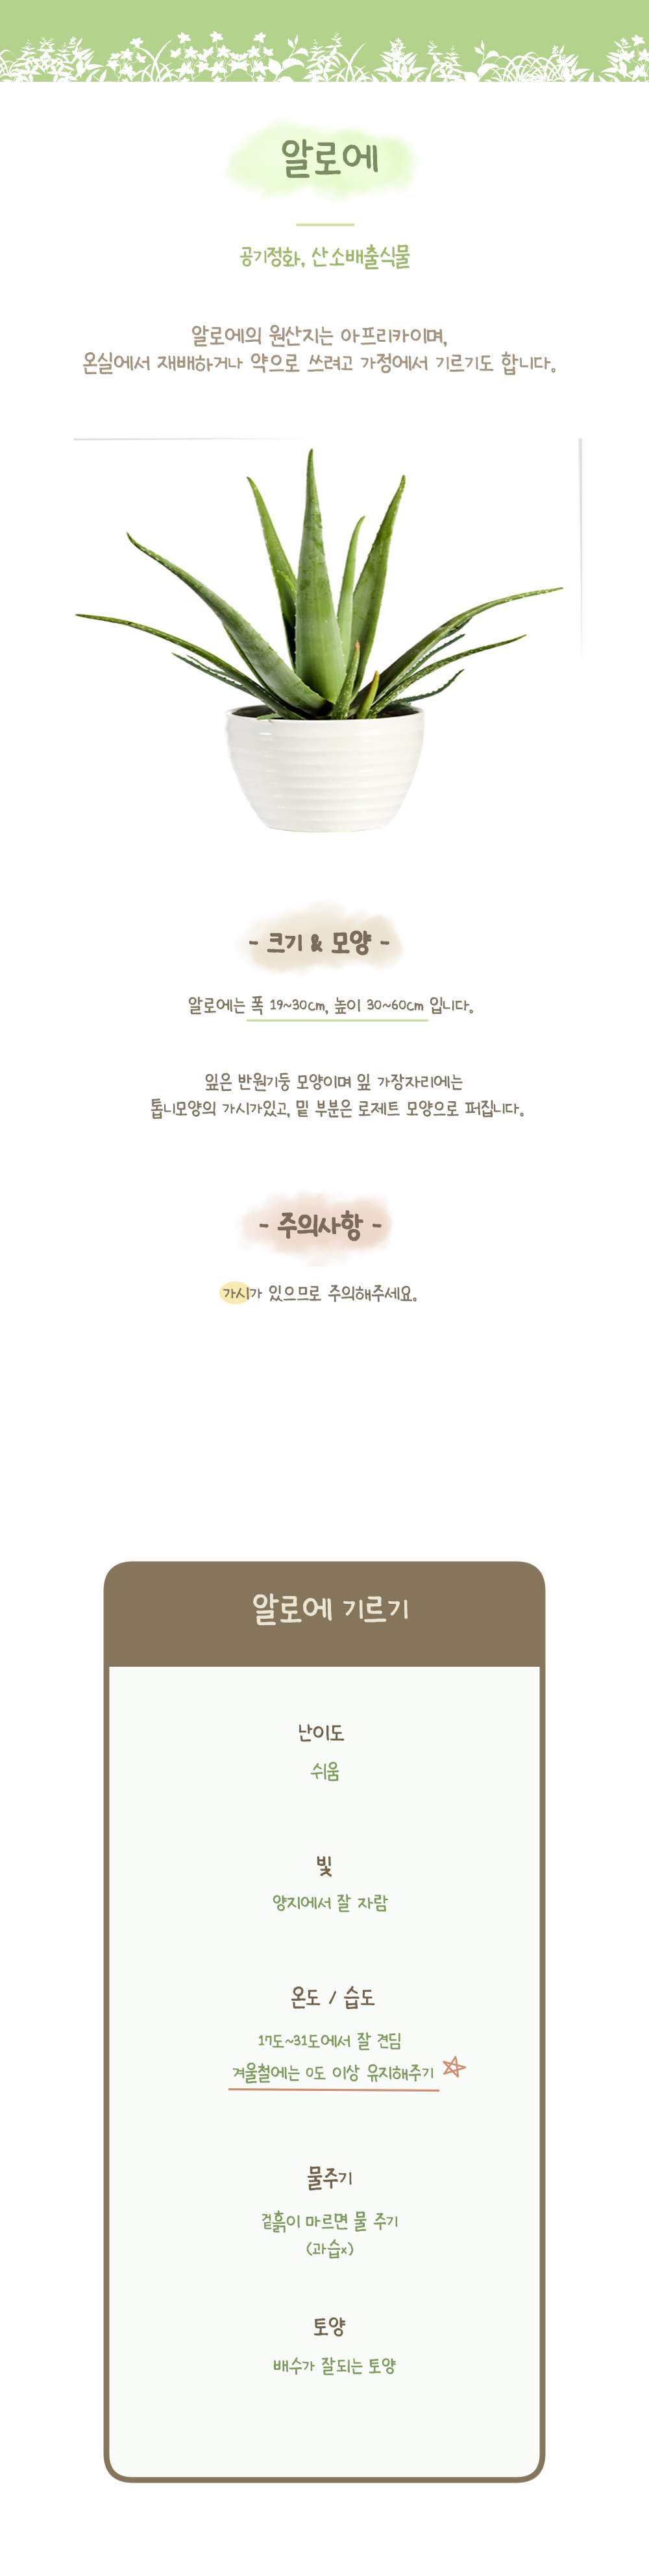 알로에
공기정화, 산소배출식물
알로에의 원산지는 아프리카이며,
온실에서 재배하거나 약으로 쓰려고 가정에서 기르기도 합니다.
- 크기 & 모양 -
알로에는 폭 19~30cm, 높이 30~60cm 입니다.
잎은 반원기둥 모양이며 잎 가장자리에는
톱니모양의 가시가있고, 밑 부분은 로제트 모양으로 퍼집니다.
- 주의사항 -
가시가 있으므로 주의해주세요.
알로에 기르기
난이도
쉬움
빛
양지에서 잘 자람
온도 / 습도
17도~31도에서 잘 견딤
겨울철에는 0도 이상 유지해주기
물주기
겉흙이 마르면 물 주기
(과습x)
토양
배수가 잘되는 토양